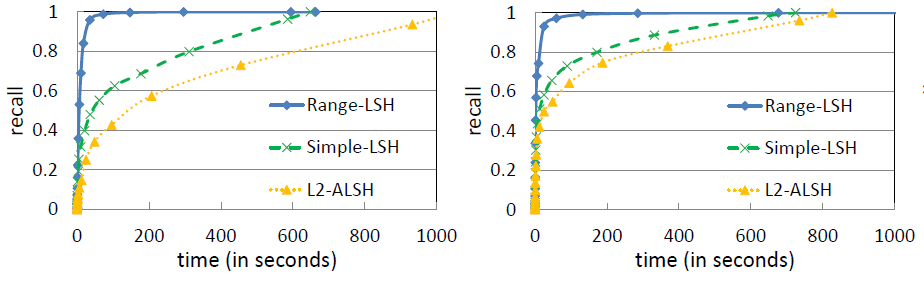 1
0.8
0.6
0.4
0.2
0
recall
Range-LSH
Simple-LSH
L2-ALSH
0 200 400 600 800 1000
time (in seconds)
1
0.8
0.6
0.4
0.2
0
recall
Range-LSH
Simple-LSH
L2-ALSH
0 200 400 600 800 1000
time (in seconds)